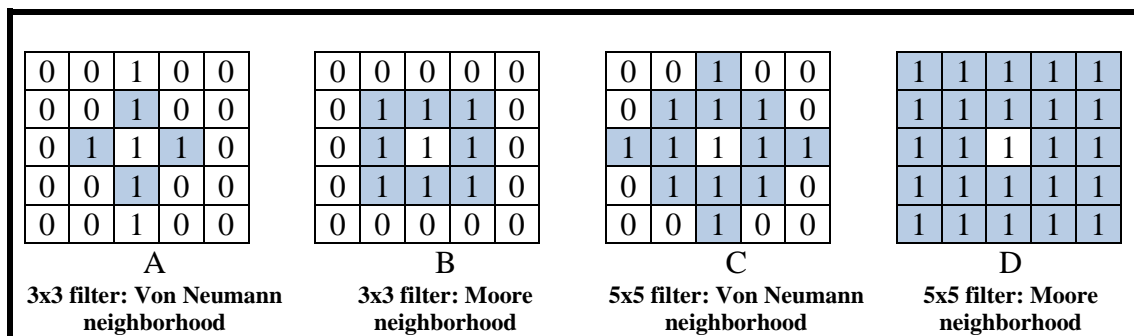 0 0 1 0 0
0 0 1 0 0
0 1 1 1 0
0 0 1 0 0
0 0 1 0 0
A
3x3 filter: Von Neumann
neighborhood
0 0 0 0 0
0 1 1 1 0
0 1 1 1 0
0 1 1 1 0
0 0 0 0 0
B
3x3 filter: Moore
neighborhood
0 0 1 0 0
0 1 1 1 0
1 1 1 1 1
0 1 1 1 0
0 0 1 0 0
C
5x5 filter: Von Neumann
neighborhood
1 1 1 1 1
1 1 1 1 1
1 1 1 1 1
1 1 1 1 1
1 1 1 1 1
D
5x5 filter: Moore
neighborhood